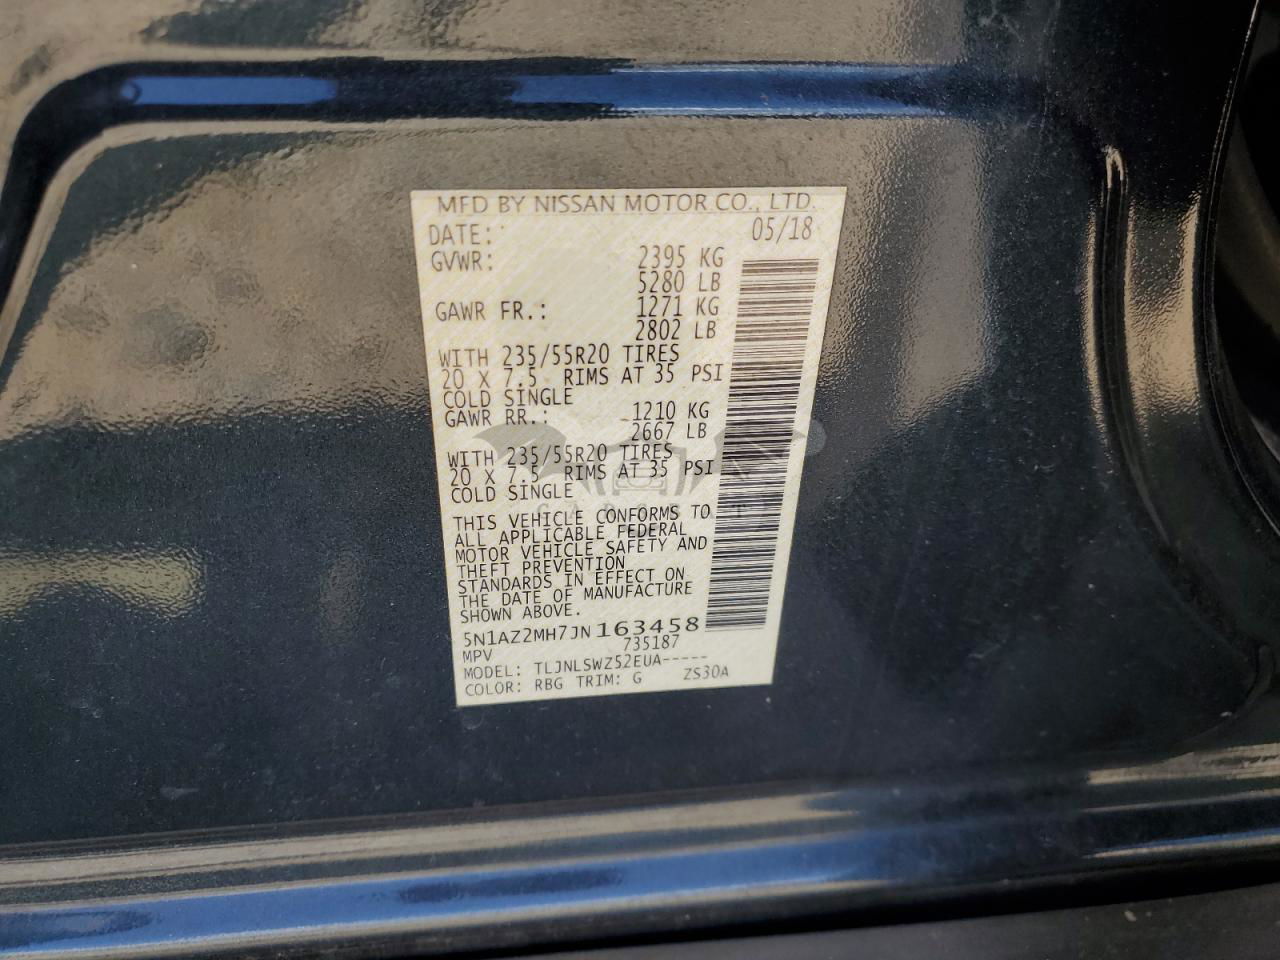 MFD BY NISSAN MOTOR CO., LTD.
DATE: 05/18
GVWR: 2395 KG
5280 LB
GAWR FR.: 1271 KG
2802 LB
WITH 235/55R20 TIRES
20 X 7.5 RIMS AT 35 PSI
COLD SINGLE
GAWR RR.: 1210 KG
2667 LB
WITH 235/55R20 TIRES
20 X 7.5 RIMS AT 35 PSI
COLD SINGLE
THIS VEHICLE CONFORMS TO
ALL APPLICABLE FEDERAL
MOTOR VEHICLE SAFETY AND
THEFT PREVENTION
STANDARDS IN EFFECT ON
THE DATE OF MANUFACTURE
SHOWN ABOVE.
5N1AZ2MH7JN163458
MPV 735187
MODEL: TLJNLSWZ52EUA-----
COLOR: RBG TRIM: G ZS30A